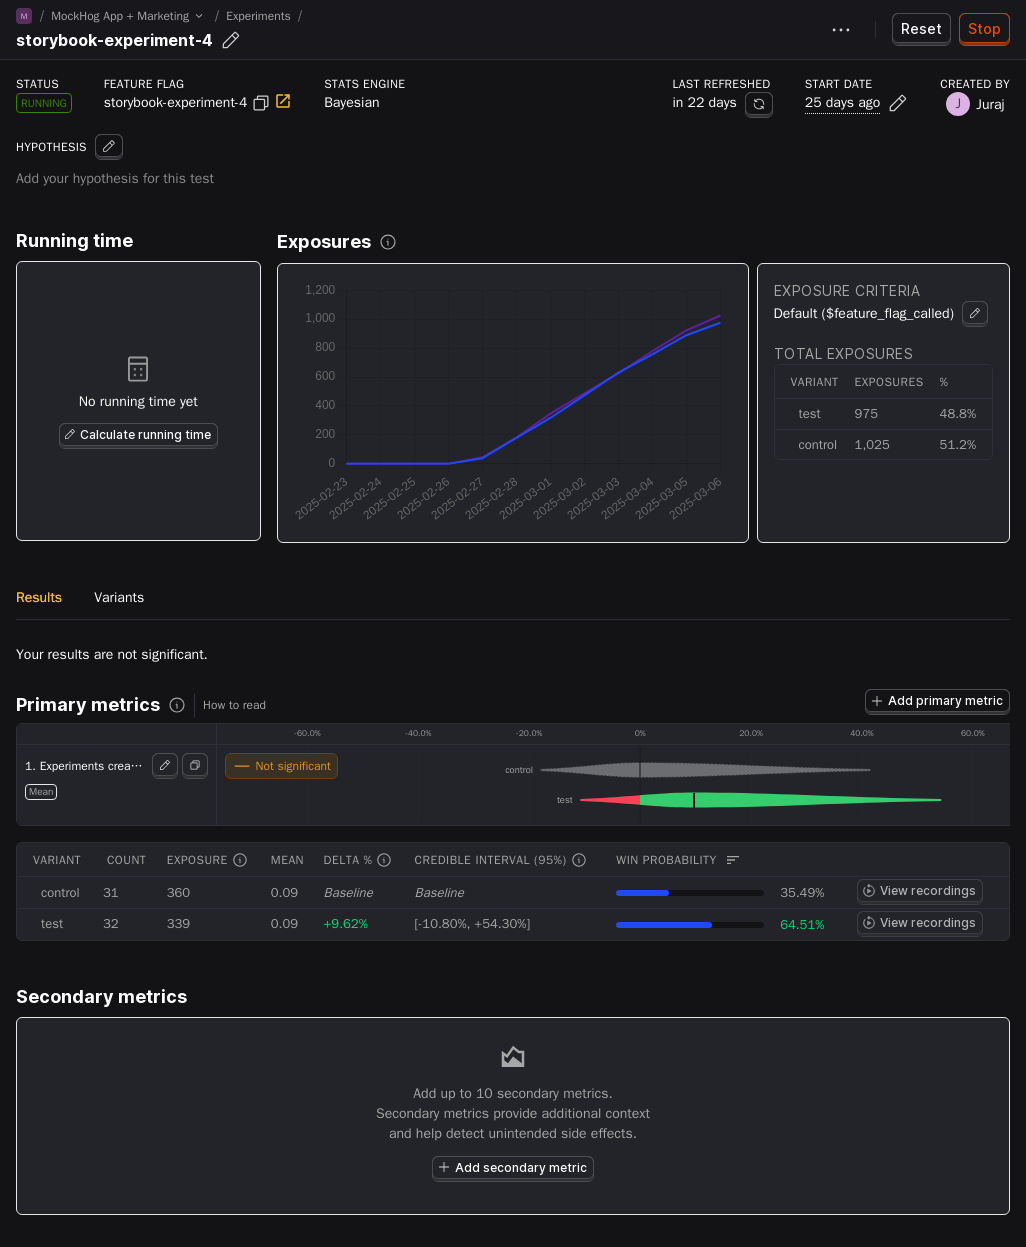 M / MockHog App + Marketing / Experiments /
storybook-experiment-4
Reset
Stop
STATUS
RUNNING
FEATURE FLAG
storybook-experiment-4
STATS ENGINE
Bayesian
LAST REFRESHED
in 22 days
START DATE
25 days ago
CREATED BY
J Juraj
HYPOTHESIS
Add your hypothesis for this test
Running time
No running time yet
Calculate running time
Exposures
1,200
1,000
800
600
400
200
0
2025-02-23
2025-02-24
2025-02-25
2025-02-26
2025-02-27
2025-02-28
2025-03-01
2025-03-02
2025-03-03
2025-03-04
2025-03-05
2025-03-06
EXPOSURE CRITERIA
Default ($feature_flag_called)
TOTAL EXPOSURES
VARIANT EXPOSURES %
test 975 48.8%
control 1,025 51.2%
Results
Variants
Your results are not significant.
Primary metrics
How to read
Add primary metric
-60.0% -40.0% -20.0% 0% 20.0% 40.0% 60.0%
1. Experiments crea…
Mean
Not significant
control
test
VARIANT COUNT EXPOSURE MEAN DELTA % CREDIBLE INTERVAL (95%) WIN PROBABILITY
control 31 360 0.09 Baseline Baseline 35.49% View recordings
test 32 339 0.09 +9.62% [-10.80%, +54.30%] 64.51% View recordings
Secondary metrics
Add up to 10 secondary metrics.
Secondary metrics provide additional context
and help detect unintended side effects.
Add secondary metric